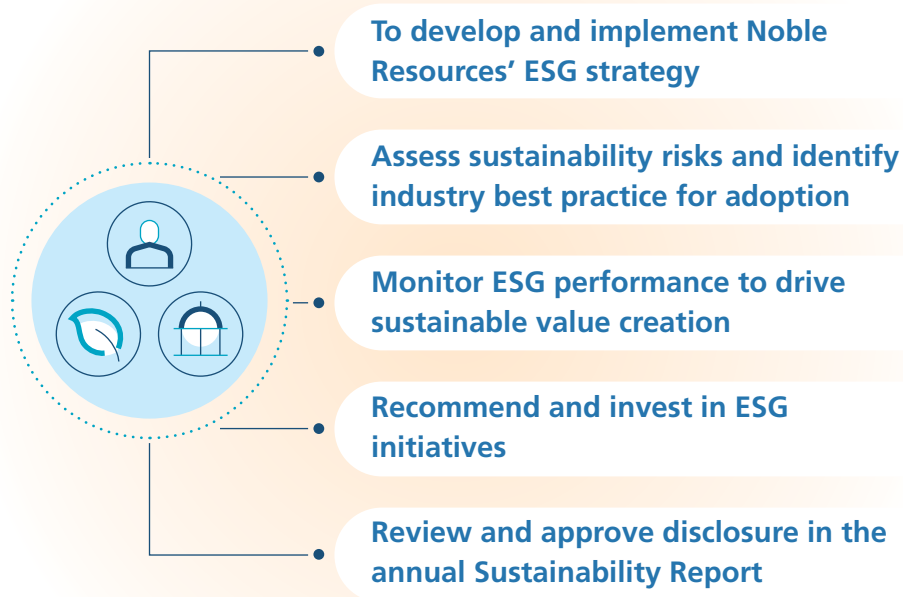 To develop and implement Noble
Resources’ ESG strategy
Assess sustainability risks and identify
industry best practice for adoption
Monitor ESG performance to drive
sustainable value creation
Recommend and invest in ESG
initiatives
Review and approve disclosure in the
annual Sustainability Report